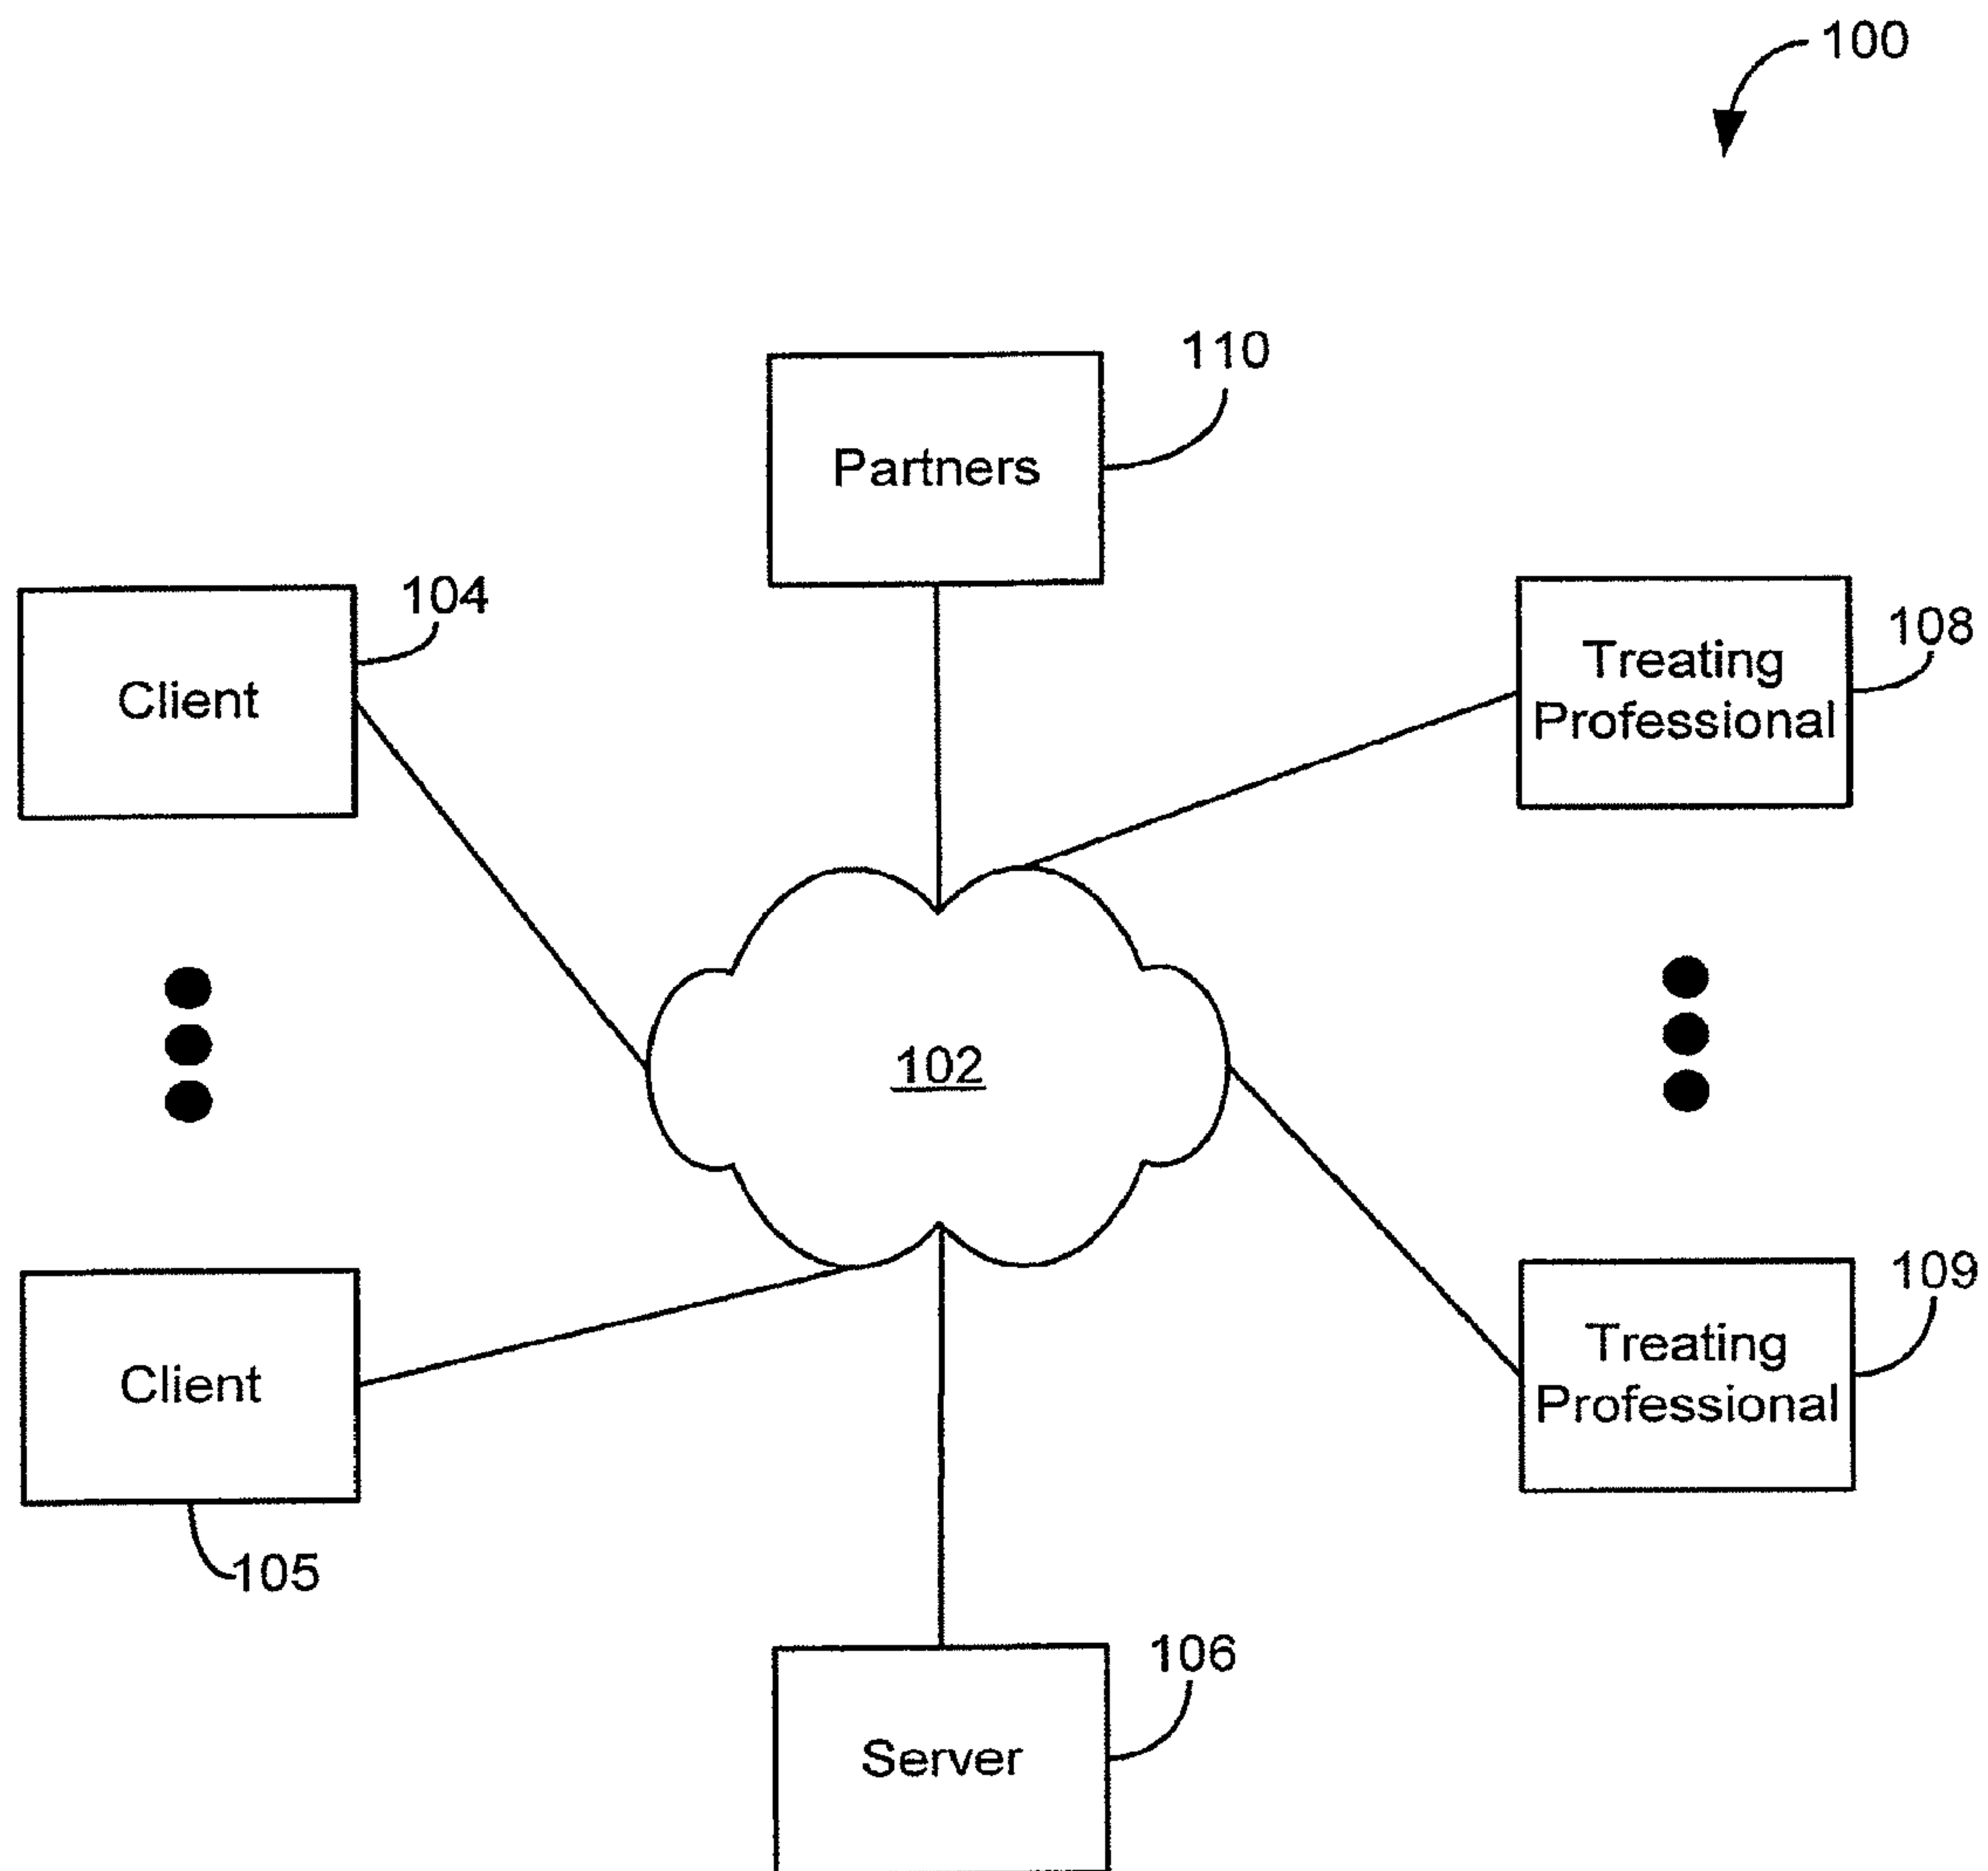 100
110
Partners
104
Client
108
Treating
Professional
102
Client
105
109
Treating
Professional
106
Server